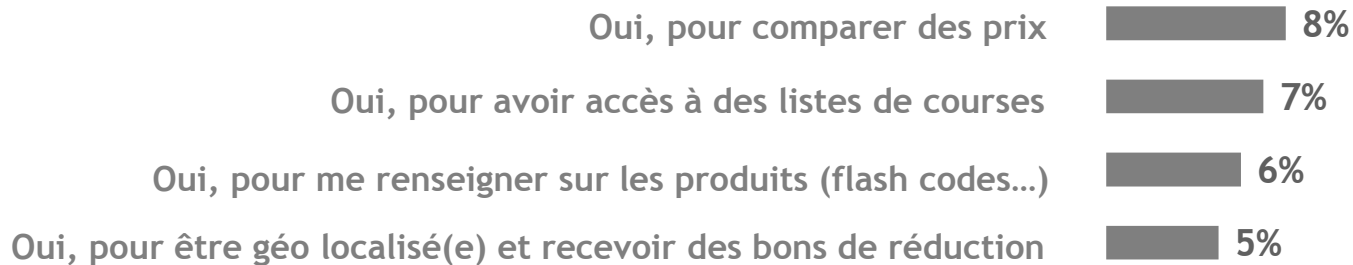 Oui, pour comparer des prix 8%
Oui, pour avoir accès à des listes de courses 7%
Oui, pour me renseigner sur les produits (flash codes…) 6%
Oui, pour être géo localisé(e) et recevoir des bons de réduction 5%